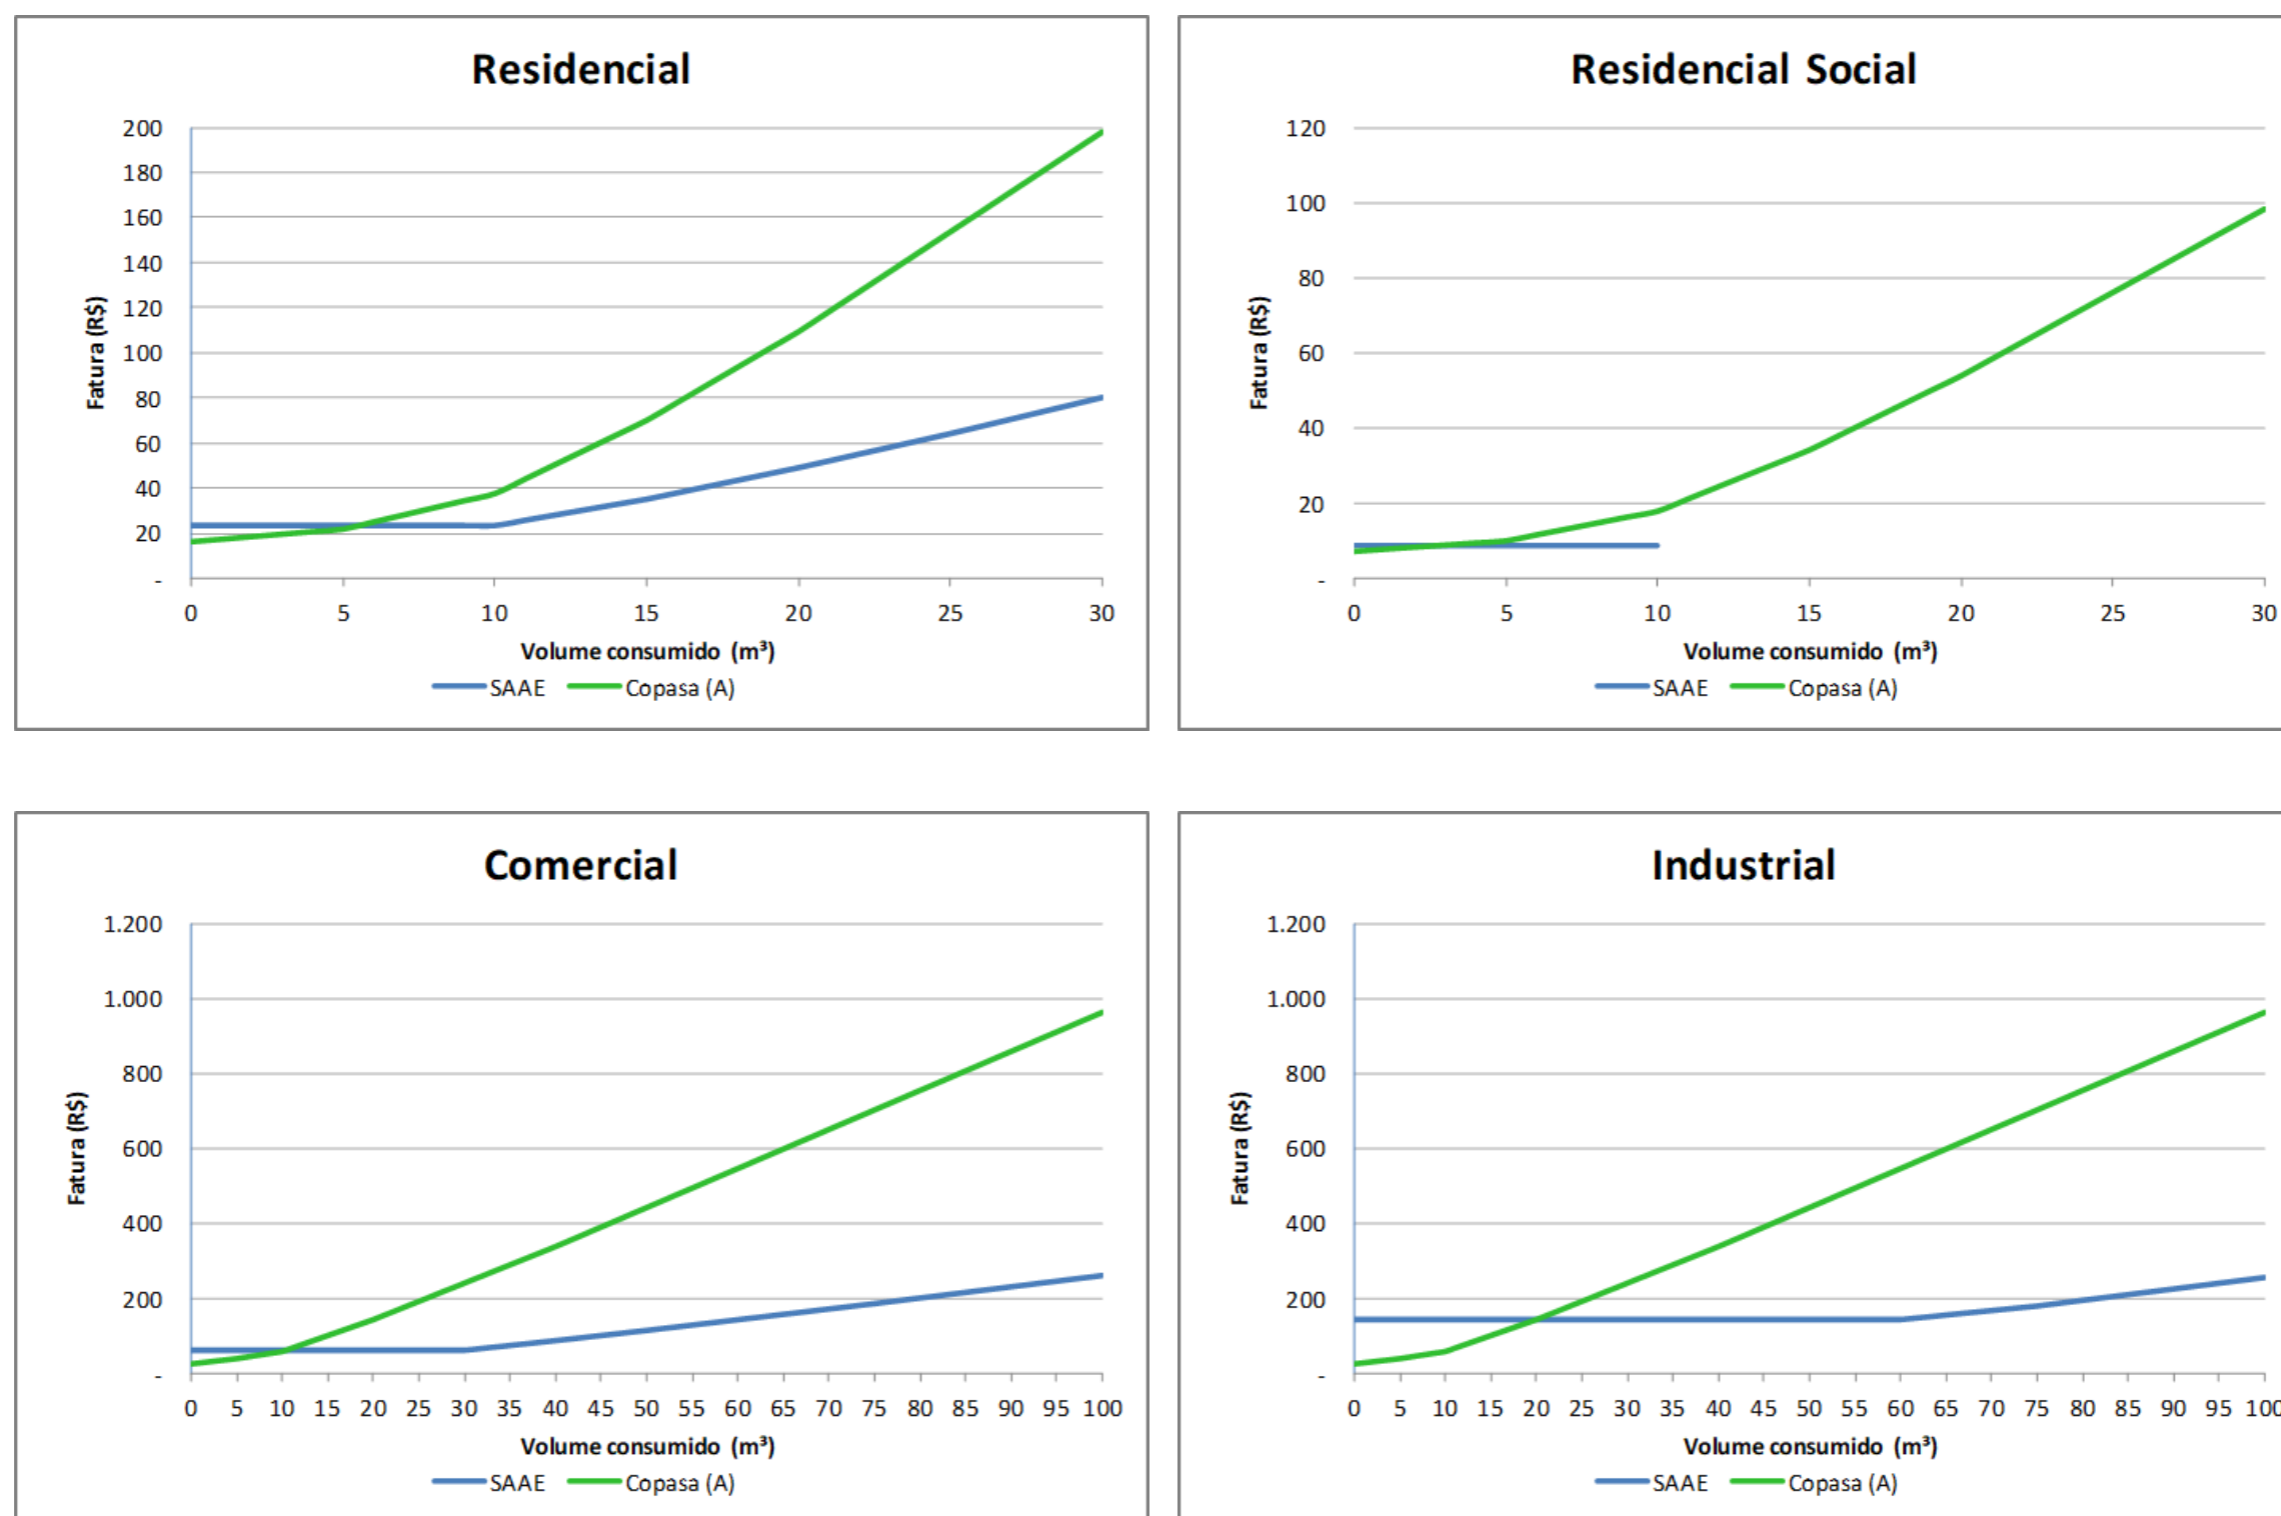 Residencial
200
180
160
140
120
100
80
60
40
20
-
Fatura (R$)
0 5 10 15 20 25 30
Volume consumido (m³)
SAAE Copasa (A)
Residencial Social
120
100
80
60
40
20
-
Fatura (R$)
0 5 10 15 20 25 30
Volume consumido (m³)
SAAE Copasa (A)
Comercial
1.200
1.000
800
600
400
200
-
Fatura (R$)
0 5 10 15 20 25 30 35 40 45 50 55 60 65 70 75 80 85 90 95 100
Volume consumido (m³)
SAAE Copasa (A)
Industrial
1.200
1.000
800
600
400
200
-
Fatura (R$)
0 5 10 15 20 25 30 35 40 45 50 55 60 65 70 75 80 85 90 95 100
Volume consumido (m³)
SAAE Copasa (A)